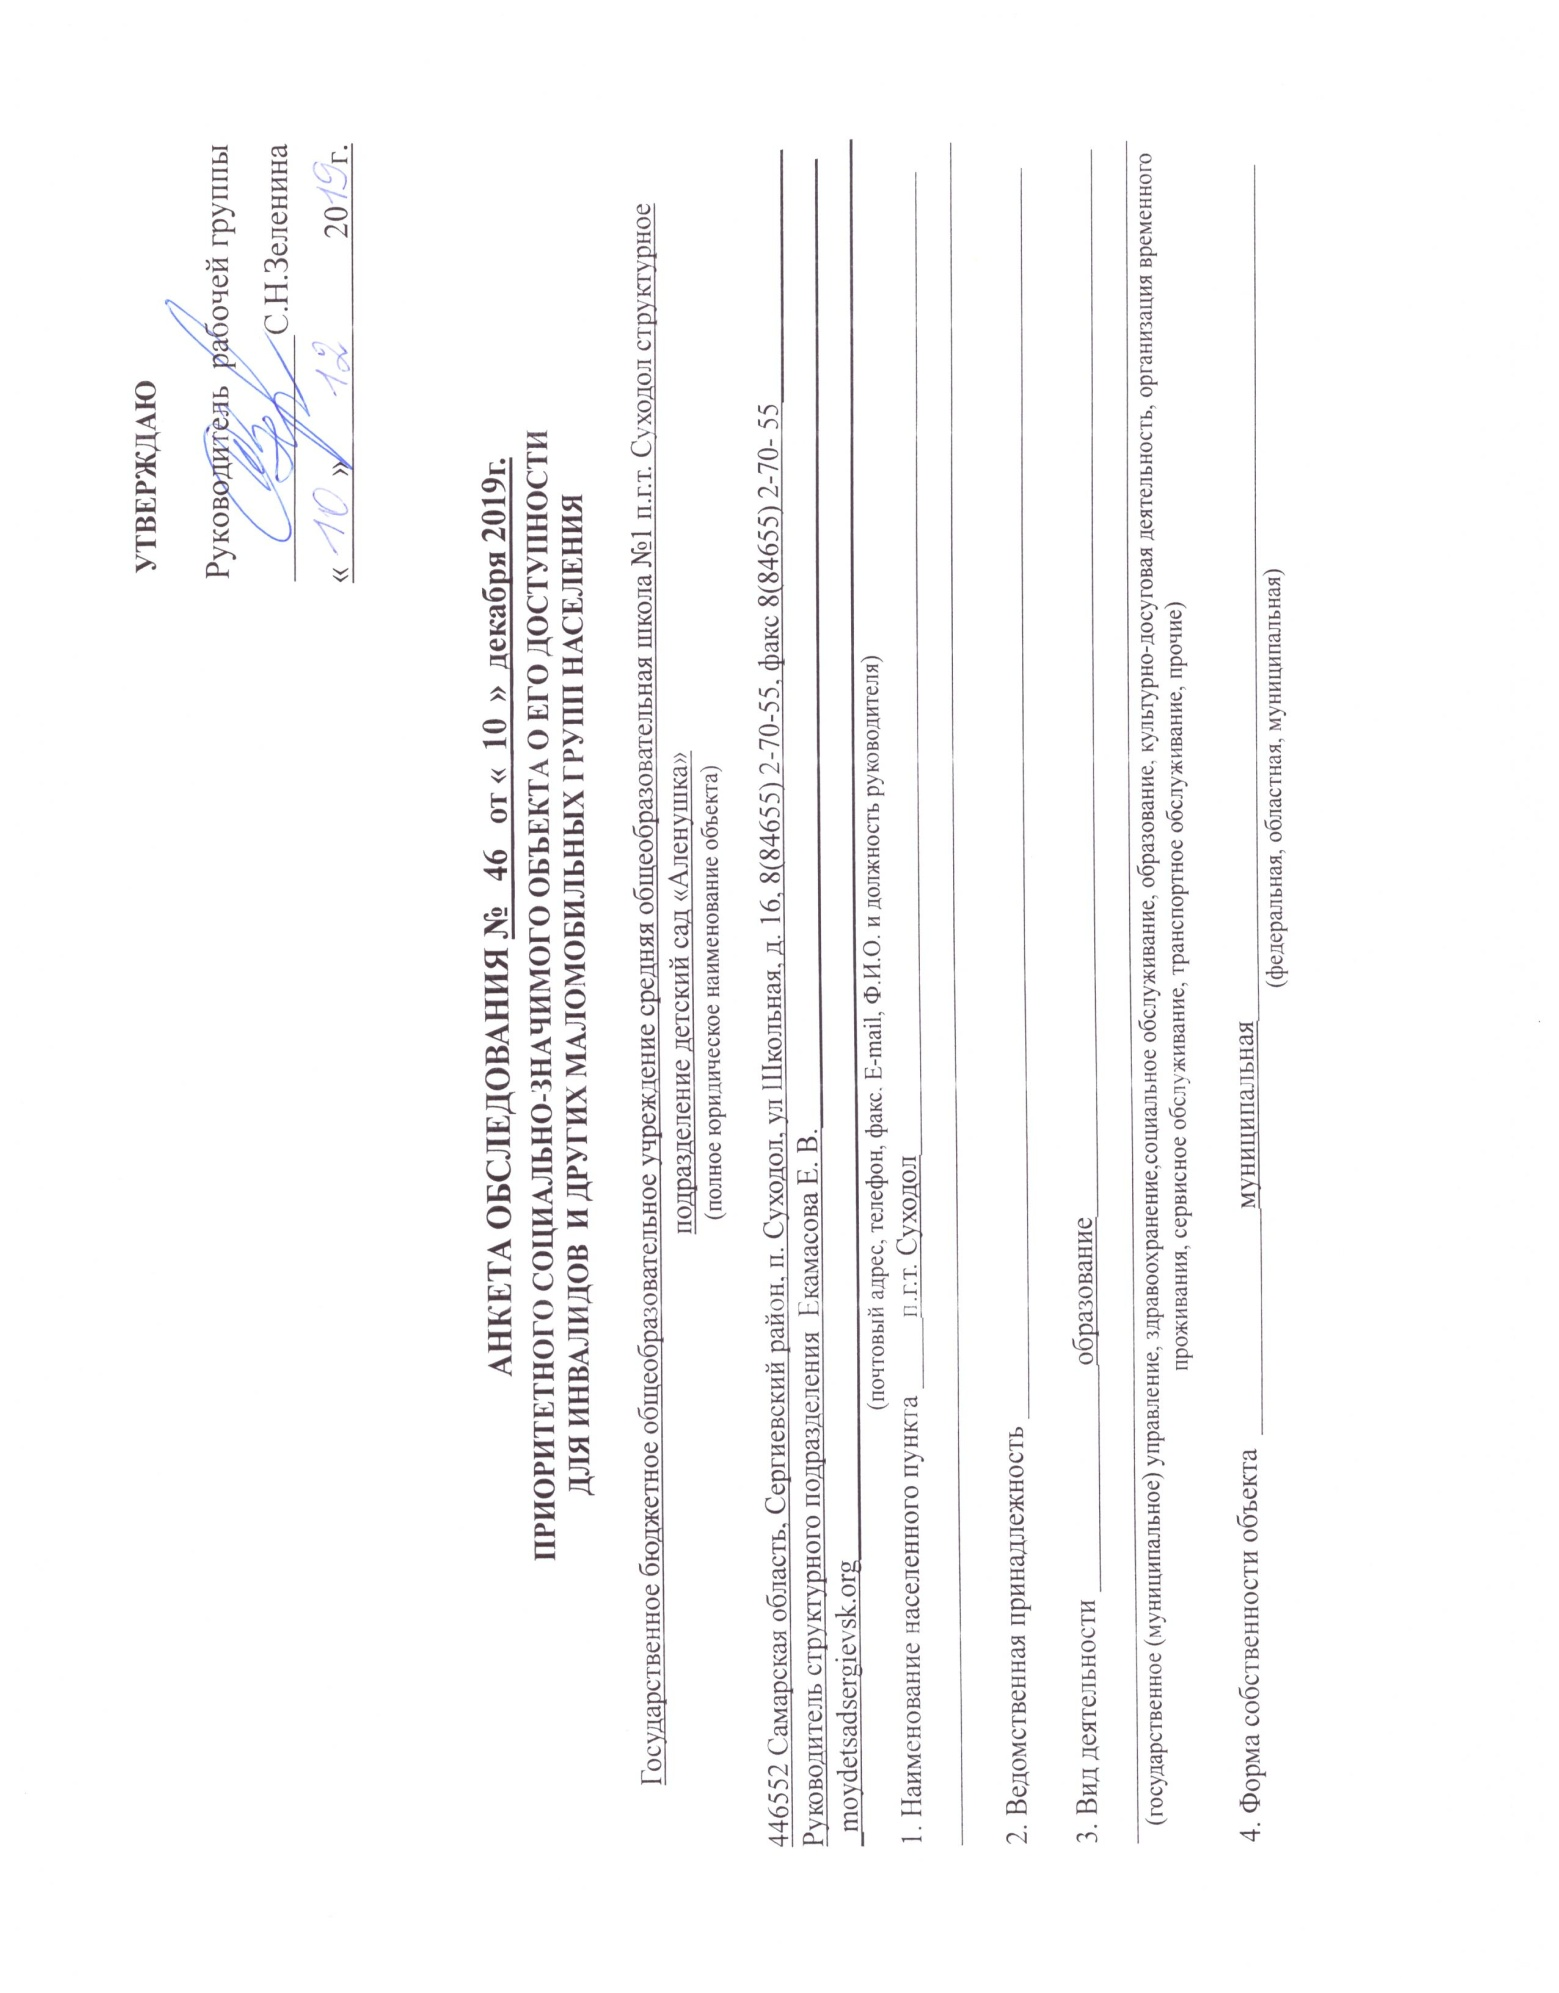 УТВЕРЖДАЮ
Руководитель рабочей группы
С.Н.Зеленина
« 10 » 12 2019г.
АНКЕТА ОБСЛЕДОВАНИЯ № 46 от « 10 » декабря 2019г.
ПРИОРИТЕТНОГО СОЦИАЛЬНО-ЗНАЧИМОГО ОБЪЕКТА О ЕГО ДОСТУПНОСТИ
ДЛЯ ИНВАЛИДОВ И ДРУГИХ МАЛОМОБИЛЬНЫХ ГРУПП НАСЕЛЕНИЯ
Государственное бюджетное общеобразовательное учреждение средняя общеобразовательная школа №1 п.г.т. Суходол структурное
подразделение детский сад «Аленушка»
(полное юридическое наименование объекта)
446552 Самарская область, Сергиевский район, п. Суходол, ул Школьная, д. 16, 8(84655) 2-70-55, факс 8(84655) 2-70- 55
Руководитель структурного подразделения Екамасова Е. В.
_moydetsadsergievsk.org
(почтовый адрес, телефон, факс. E-mail, Ф.И.О. и должность руководителя)
1. Наименование населенного пункта п.г.т. Суходол
2. Ведомственная принадлежность
3. Вид деятельности образование
(государственное (муниципальное) управление, здравоохранение,социальное обслуживание, образование, культурно-досуговая деятельность, организация временного
проживания, сервисное обслуживание, транспортное обслуживание, прочие)
4. Форма собственности объекта муниципальная
(федеральная, областная, муниципальная)